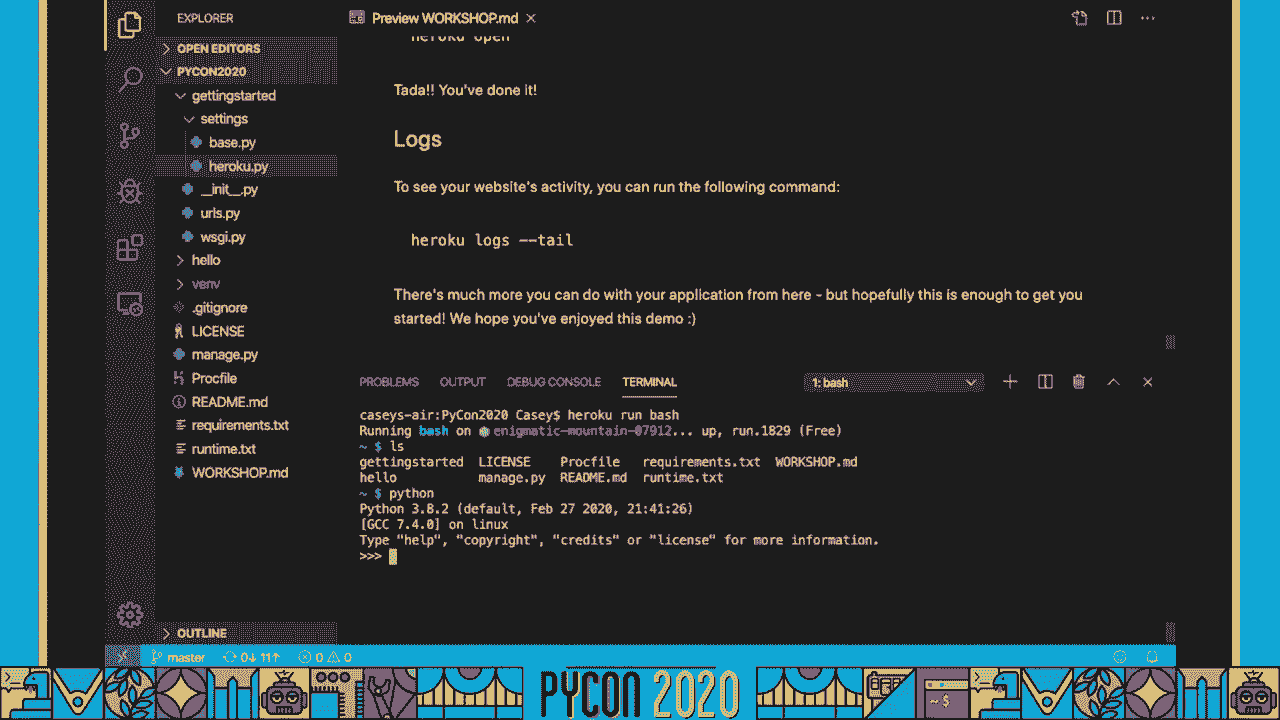 EXPLORER
OPEN EDITORS
PYCON2020
gettingstarted
settings
base.py
heroku.py
__init__.py
urls.py
wsgi.py
hello
venv
.gitignore
LICENSE
manage.py
Procfile
README.md
requirements.txt
runtime.txt
WORKSHOP.md
OUTLINE
Preview WORKSHOP.md
heroku open
Tada!! You've done it!
Logs
To see your website's activity, you can run the following command:
heroku logs --tail
There's much more you can do with your application from here - but hopefully this is enough to get you
started! We hope you've enjoyed this demo :)
PROBLEMS OUTPUT DEBUG CONSOLE TERMINAL 1: bash
caseys-air:PyCon2020 Casey$ heroku run bash
Running bash on enigmatic-mountain-07912... up, run.1829 (Free)
~ $ ls
gettingstarted LICENSE Procfile requirements.txt WORKSHOP.md
hello manage.py README.md runtime.txt
~ $ python
Python 3.8.2 (default, Feb 27 2020, 21:41:26)
[GCC 7.4.0] on linux
Type "help", "copyright", "credits" or "license" for more information.
>>>
master 0↓ 11↑ 0 0
PYCON 2020
~ $